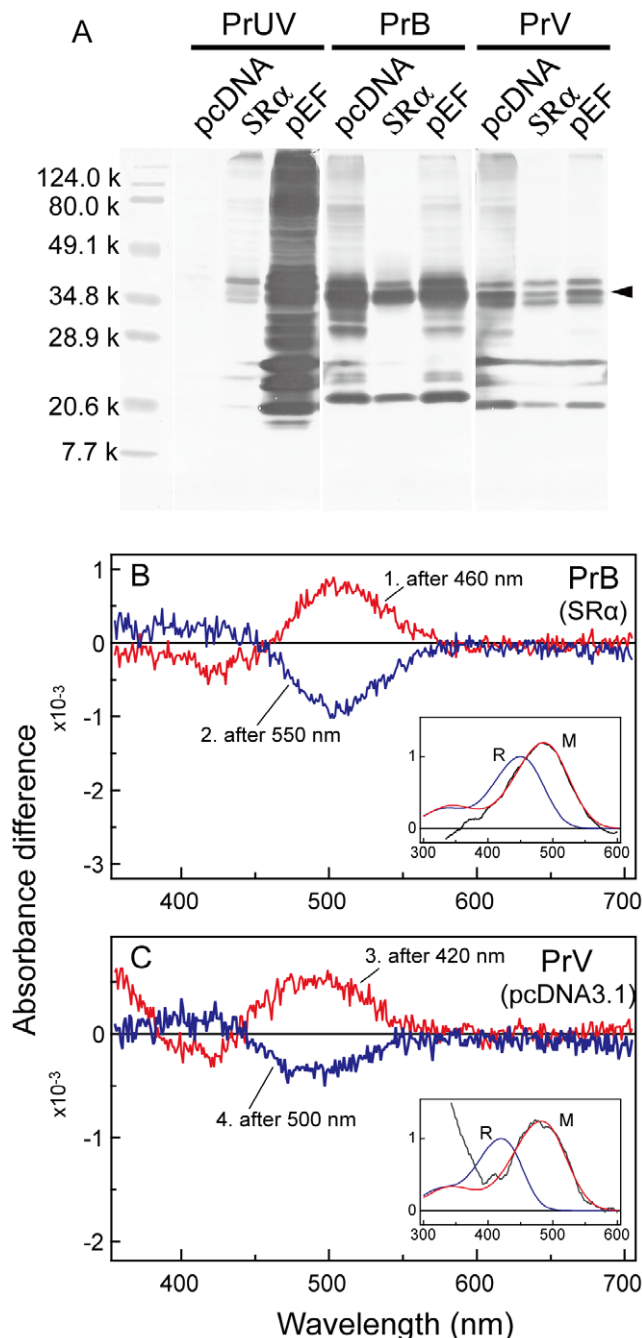 A
PrUV PrB PrV
pcDNA SRα pEF pcDNA SRα pEF pcDNA SRα pEF
124.0 k
80.0 k
49.1 k
34.8 k
28.9 k
20.6 k
7.7 k
B
PrB
(SRα)
1. after 460 nm
2. after 550 nm
1
0
-1
-2
-3
x10-3
R M
1
0
300 400 500 600
400 500 600 700
C
PrV
(pcDNA3.1)
3. after 420 nm
4. after 500 nm
1
0
-1
-2
x10-3
R M
1
0
300 400 500 600
400 500 600 700
Absorbance difference
Wavelength (nm)